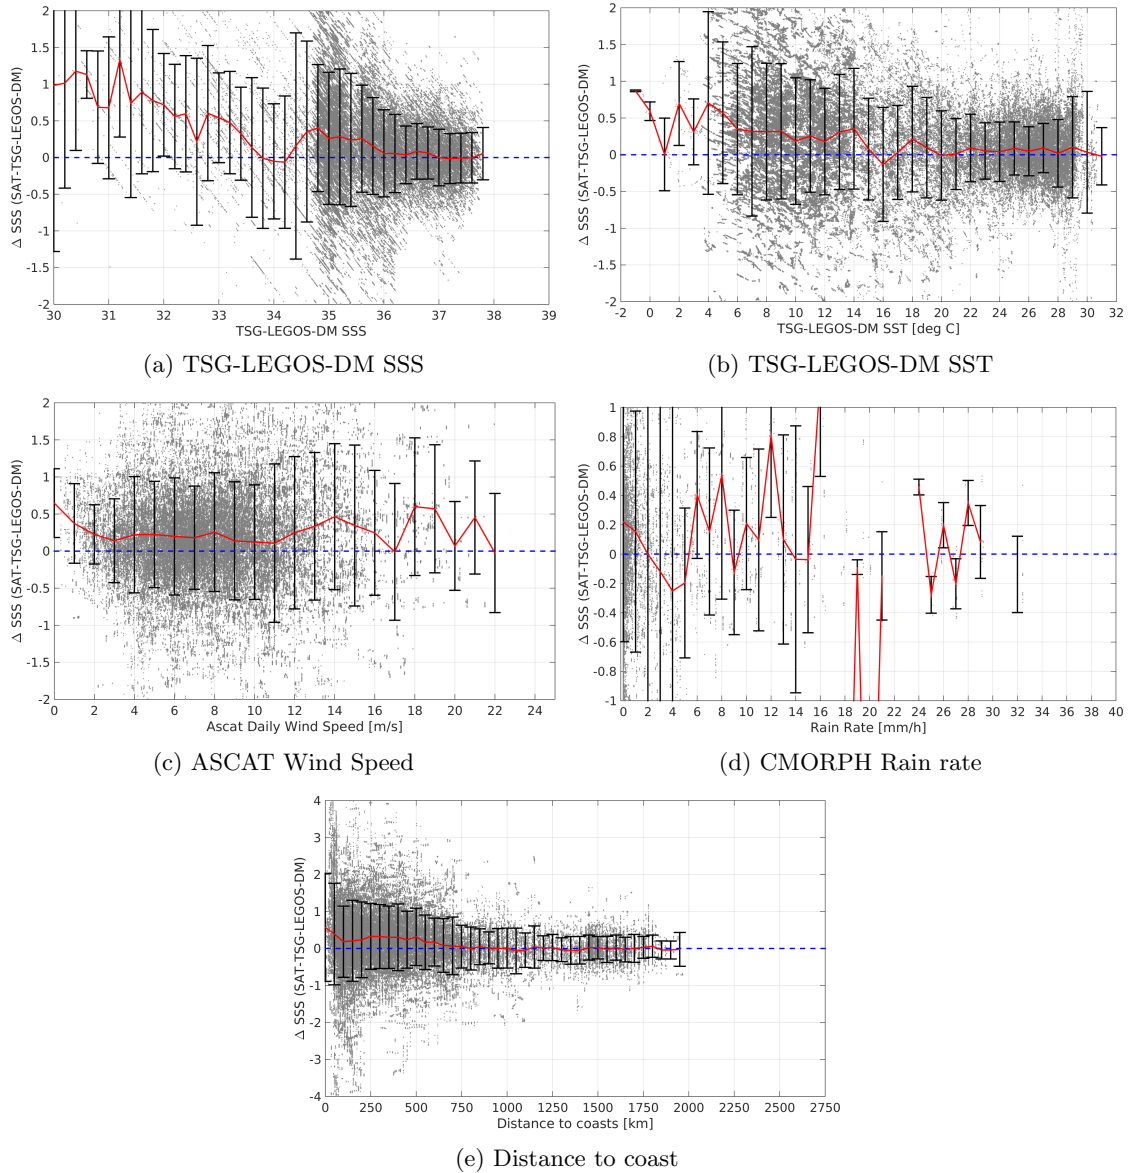 2
1.5
1
0.5
0
-0.5
-1
-1.5
-2
Δ SSS (SAT-TSG-LEGOS-DM)
30 31 32 33 34 35 36 37 38 39
TSG-LEGOS-DM SSS
(a) TSG-LEGOS-DM SSS
2
1.5
1
0.5
0
-0.5
-1
-1.5
-2
Δ SSS (SAT-TSG-LEGOS-DM)
-2 0 2 4 6 8 10 12 14 16 18 20 22 24 26 28 30 32
TSG-LEGOS-DM SST [deg C]
(b) TSG-LEGOS-DM SST
2
1.5
1
0.5
0
-0.5
-1
-1.5
-2
Δ SSS (SAT-TSG-LEGOS-DM)
0 2 4 6 8 10 12 14 16 18 20 22 24
Ascat Daily Wind Speed [m/s]
(c) ASCAT Wind Speed
1
0.8
0.6
0.4
0.2
0
-0.2
-0.4
-0.6
-0.8
-1
Δ SSS (SAT-TSG-LEGOS-DM)
0 2 4 6 8 10 12 14 16 18 20 22 24 26 28 30 32 34 36 38 40
Rain Rate [mm/h]
(d) CMORPH Rain rate
4
3
2
1
0
-1
-2
-3
-4
Δ SSS (SAT-TSG-LEGOS-DM)
0 250 500 750 1000 1250 1500 1750 2000 2250 2500 2750
Distance to coasts [km]
(e) Distance to coast